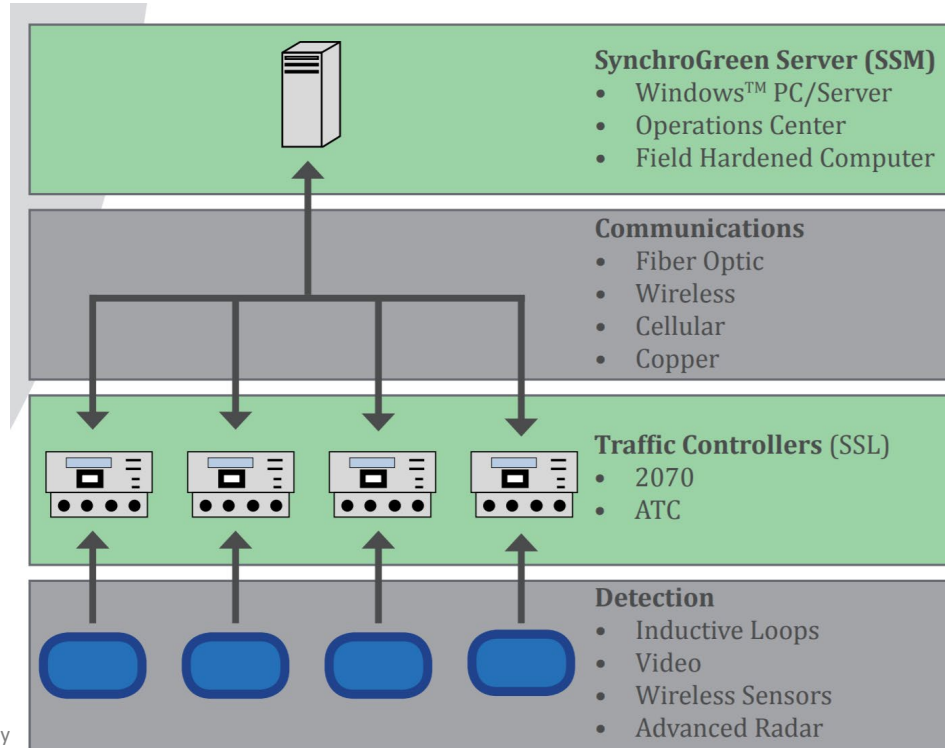 SynchroGreen Server (SSM)
• Windows™ PC/Server
• Operations Center
• Field Hardened Computer
Communications
• Fiber Optic
• Wireless
• Cellular
• Copper
Traffic Controllers (SSL)
• 2070
• ATC
Detection
• Inductive Loops
• Video
• Wireless Sensors
• Advanced Radar
y